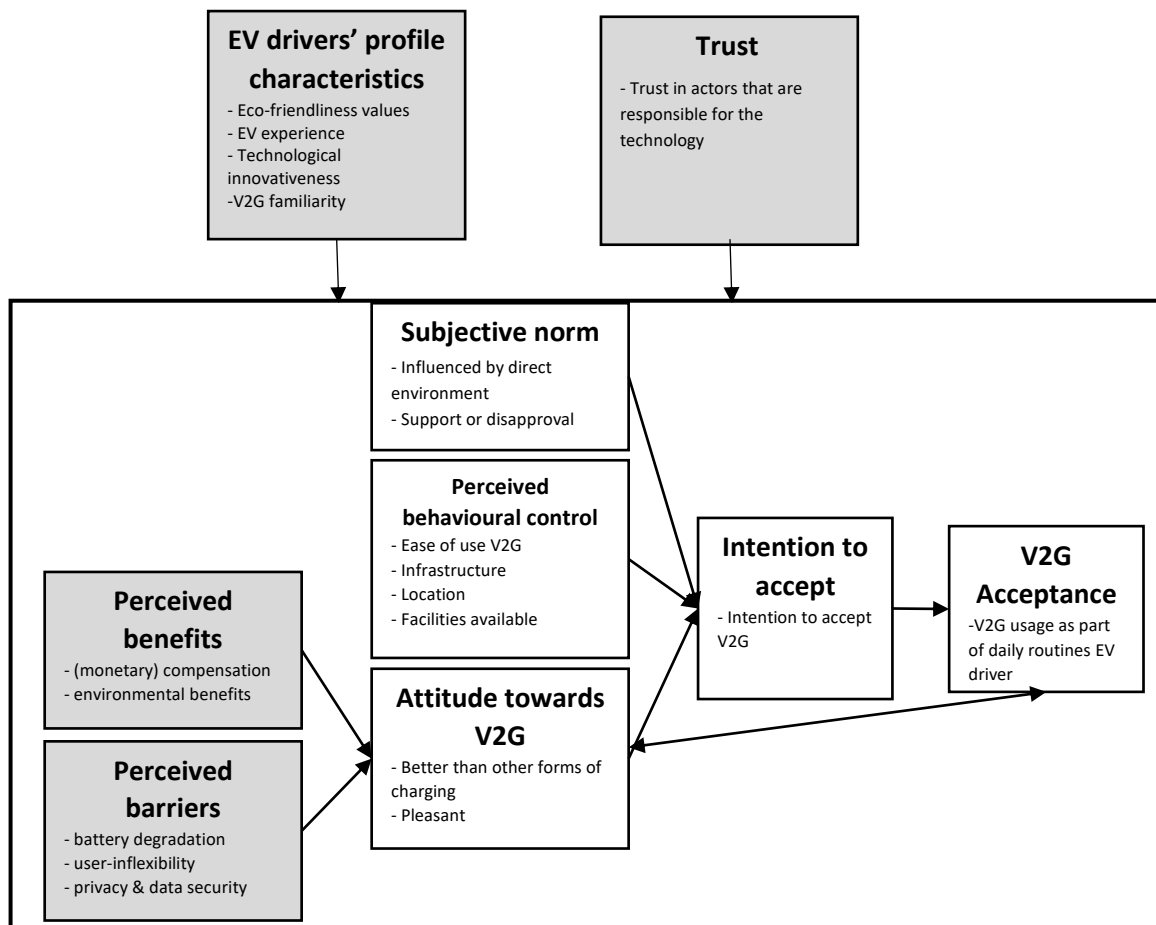 EV drivers’ profile
characteristics
- Eco-friendliness values
- EV experience
- Technological
innovativeness
-V2G familiarity
Trust
- Trust in actors that are
responsible for the
technology
Subjective norm
- Influenced by direct
environment
- Support or disapproval
Perceived
behavioural control
- Ease of use V2G
- Infrastructure
- Location
- Facilities available
Perceived
benefits
- (monetary) compensation
- environmental benefits
Perceived
barriers
- battery degradation
- user-inflexibility
- privacy & data security
Attitude towards
V2G
- Better than other forms of
charging
- Pleasant
Intention to
accept
- Intention to accept
V2G
V2G
Acceptance
-V2G usage as part
of daily routines EV
driver